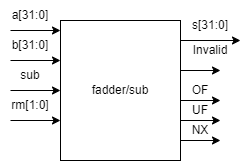 a[31:0]
s[31:0]
b[31:0]
Invalid
sub
fadder/sub
OF
rm[1:0]
UF
NX